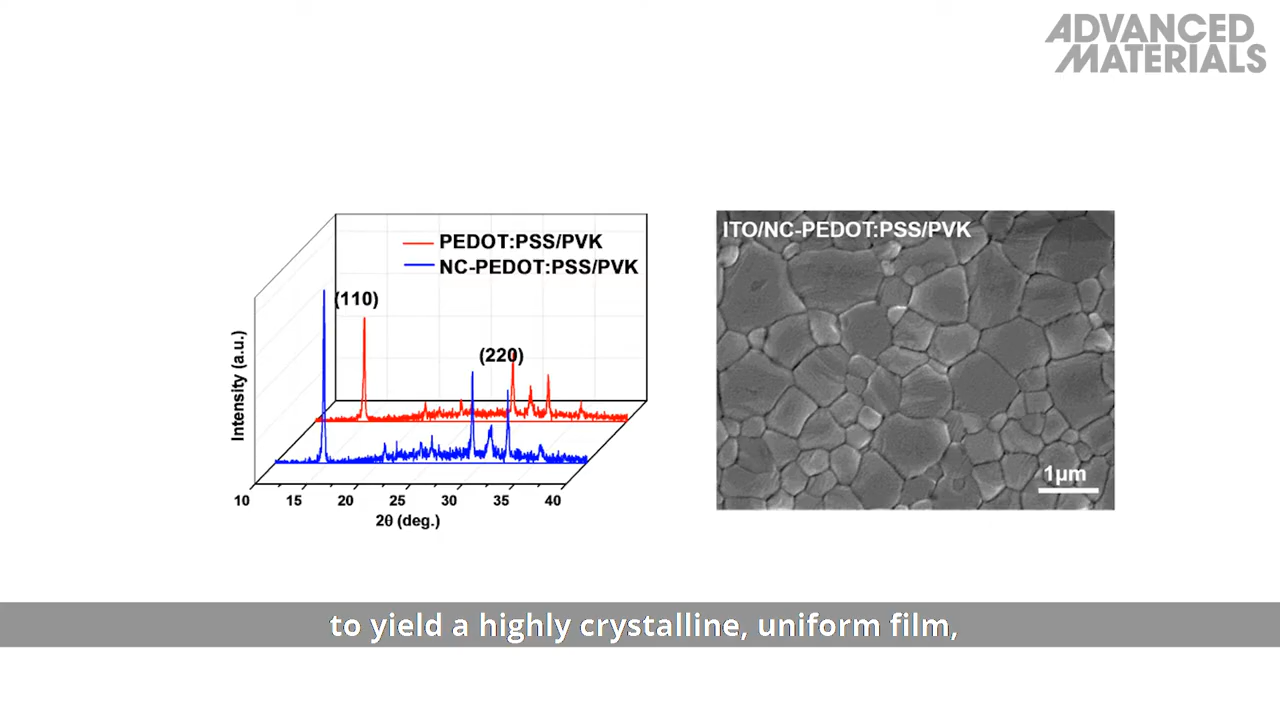 ADVANCED
MATERIALS
PEDOT:PSS/PVK
NC-PEDOT:PSS/PVK
(110)
(220)
Intensity (a.u.)
10 15 20 25 30 35 40
2θ (deg.)
ITO/NC-PEDOT:PSS/PVK
1µm
to yield a highly crystalline, uniform film,